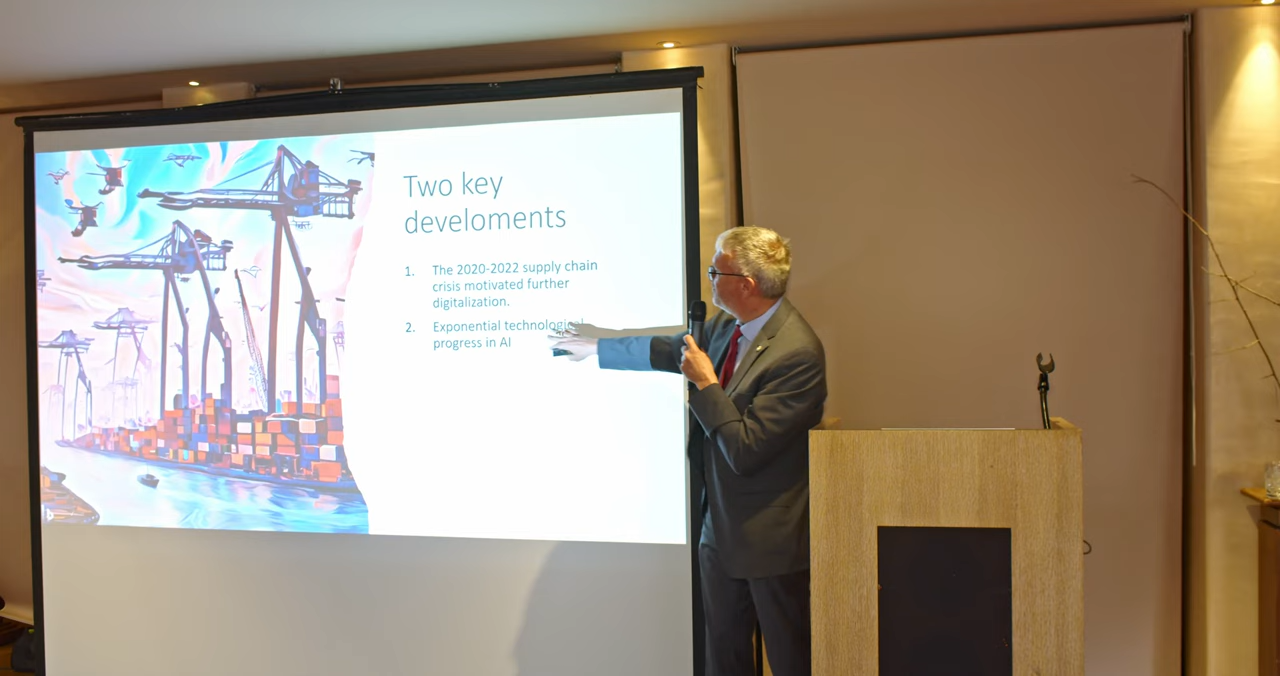 Two key
develoments
1. The 2020-2022 supply chain
crisis motivated further
digitalization.
2. Exponential technological
progress in AI